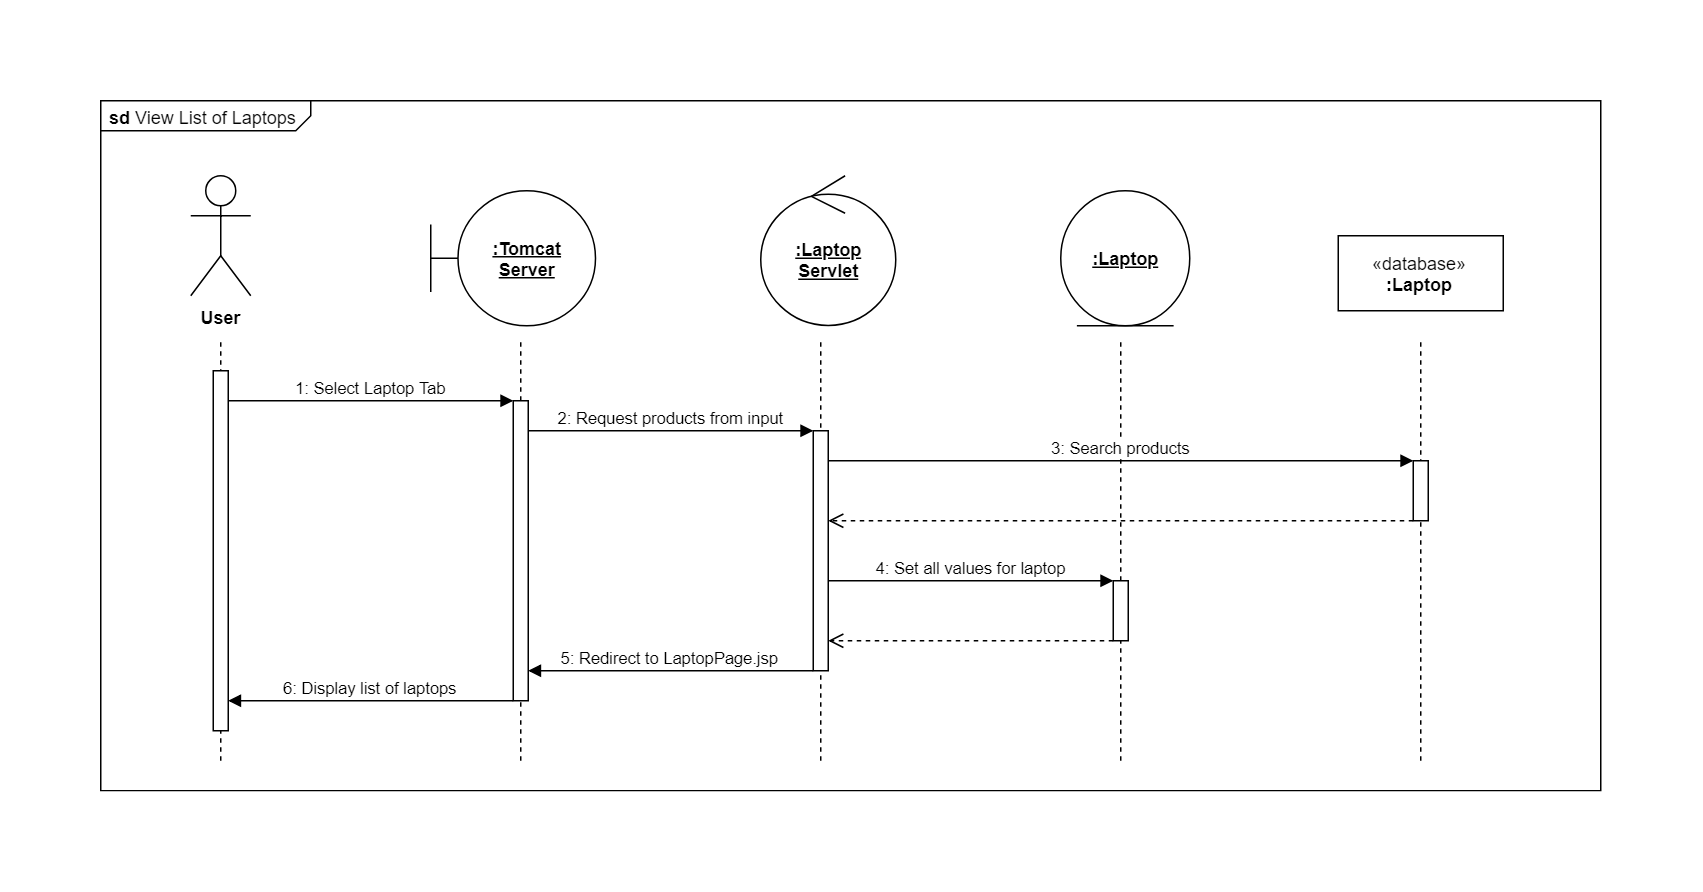 sd View List of Laptops
:Tomcat
Server
:Laptop
Servlet
:Laptop
«database»
:Laptop
User
1: Select Laptop Tab
2: Request products from input
3: Search products
4: Set all values for laptop
5: Redirect to LaptopPage.jsp
6: Display list of laptops